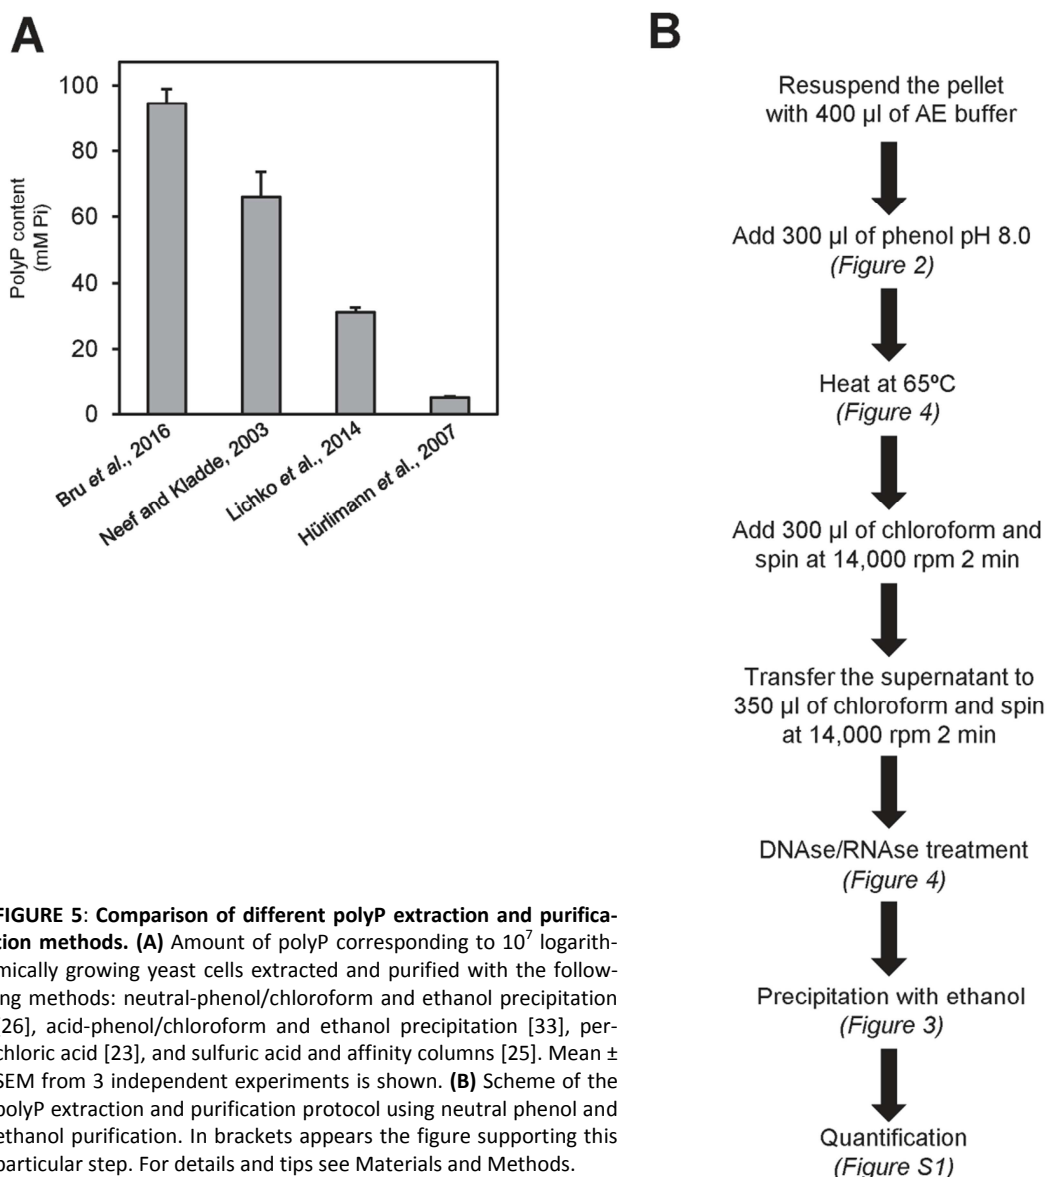 A
100
80
60
40
20
0
PolyP content
(mM Pi)
Bru et al., 2016
Neef and Kladde, 2003
Lichko et al., 2014
Hürlimann et al., 2007
FIGURE 5: Comparison of different polyP extraction and purifica-
tion methods. (A) Amount of polyP corresponding to 10⁷ logarith-
mically growing yeast cells extracted and purified with the follow-
ing methods: neutral-phenol/chloroform and ethanol precipitation
[26], acid-phenol/chloroform and ethanol precipitation [33], per-
chloric acid [23], and sulfuric acid and affinity columns [25]. Mean ±
SEM from 3 independent experiments is shown. (B) Scheme of the
polyP extraction and purification protocol using neutral phenol and
ethanol purification. In brackets appears the figure supporting this
particular step. For details and tips see Materials and Methods.
B
Resuspend the pellet
with 400 µl of AE buffer
Add 300 µl of phenol pH 8.0
(Figure 2)
Heat at 65ºC
(Figure 4)
Add 300 µl of chloroform and
spin at 14,000 rpm 2 min
Transfer the supernatant to
350 µl of chloroform and spin
at 14,000 rpm 2 min
DNAse/RNAse treatment
(Figure 4)
Precipitation with ethanol
(Figure 3)
Quantification
(Figure S1)